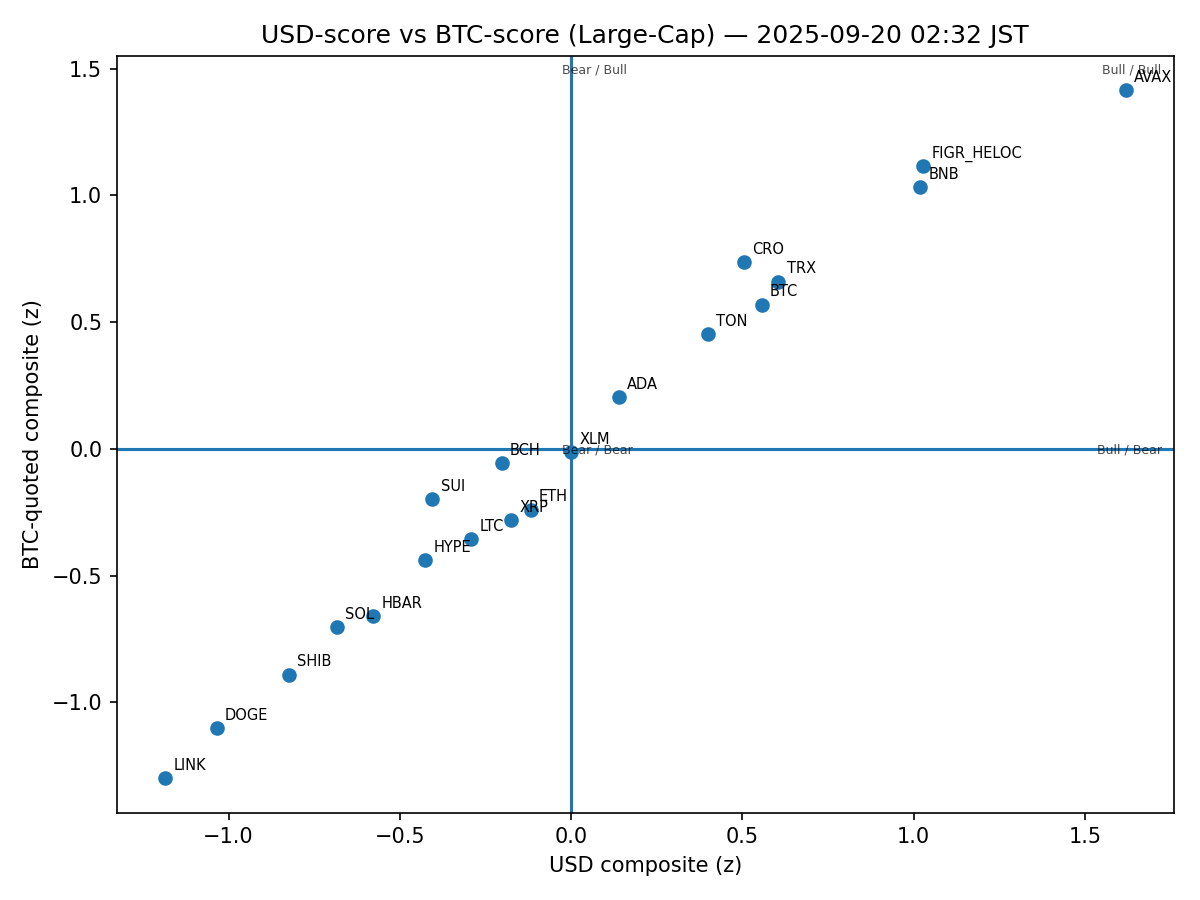 USD-score vs BTC-score (Large-Cap) — 2025-09-20 02:32 JST
Bear / Bull
Bull / Bull
AVAX
FIGR_HELOC
BNB
CRO
TRX
BTC
TON
ADA
XLM
BCH
Bear / Bear
Bull / Bear
SUI
ETH
XRP
LTC
HYPE
HBAR
SOL
SHIB
DOGE
LINK
1.5
1.0
0.5
0.0
−0.5
−1.0
BTC-quoted composite (z)
−1.0
−0.5
0.0
0.5
1.0
1.5
USD composite (z)